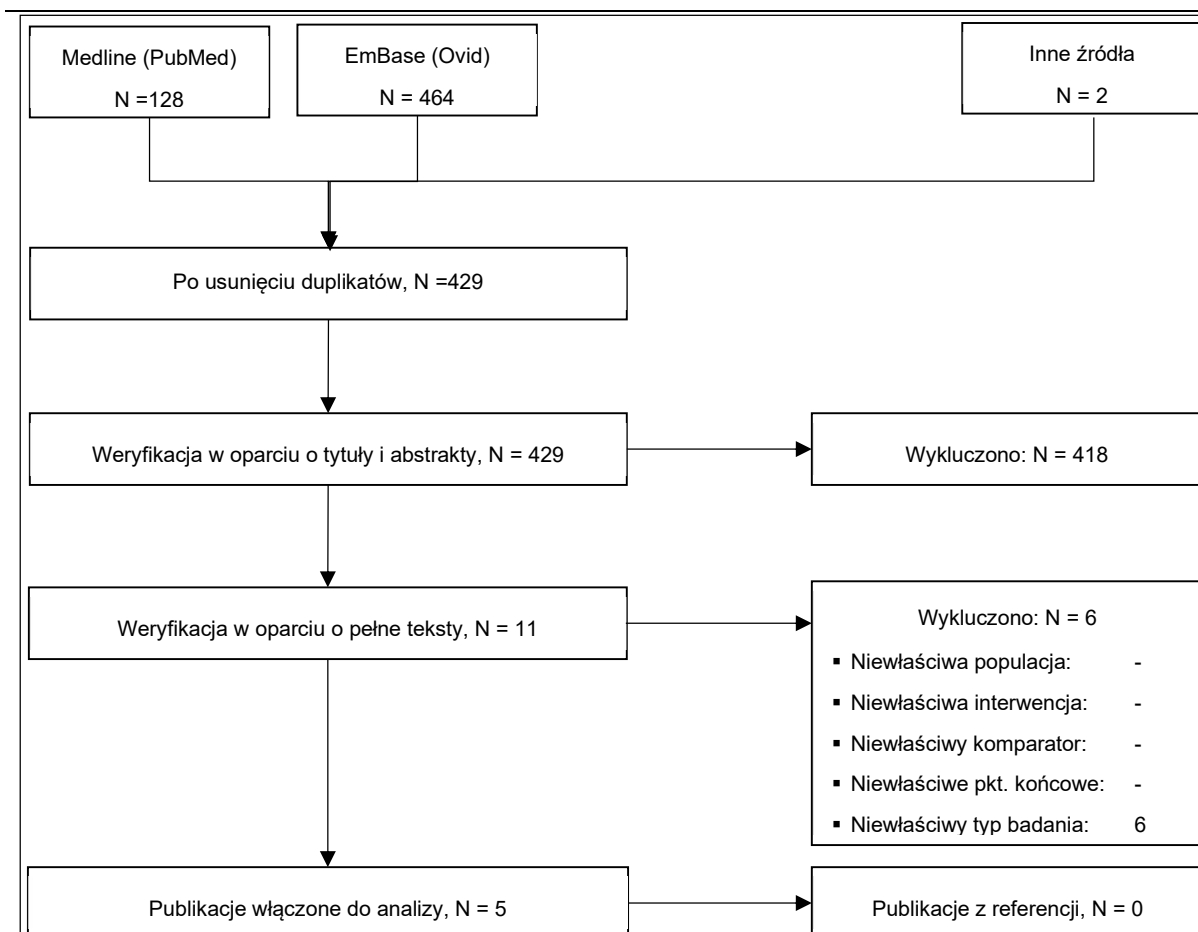 Medline (PubMed)
N =128
EmBase (Ovid)
N = 464
Inne źródła
N = 2
Po usunięciu duplikatów, N =429
Weryfikacja w oparciu o tytuły i abstrakty, N = 429
Wykluczono: N = 418
Weryfikacja w oparciu o pełne teksty, N = 11
Wykluczono: N = 6
▪ Niewłaściwa populacja: -
▪ Niewłaściwa interwencja: -
▪ Niewłaściwy komparator: -
▪ Niewłaściwe pkt. końcowe: -
▪ Niewłaściwy typ badania: 6
Publikacje włączone do analizy, N = 5
Publikacje z referencji, N = 0